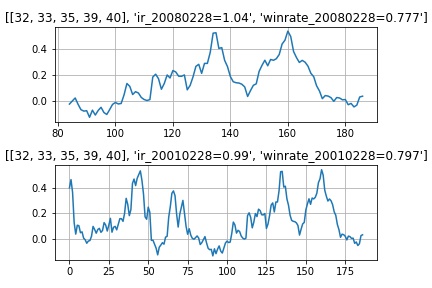 [[32, 33, 35, 39, 40], 'ir_20080228=1.04', 'winrate_20080228=0.777']
0.4
0.2
0.0
80 100 120 140 160 180
[[32, 33, 35, 39, 40], 'ir_20010228=0.99', 'winrate_20010228=0.797']
0.4
0.2
0.0
0 25 50 75 100 125 150 175